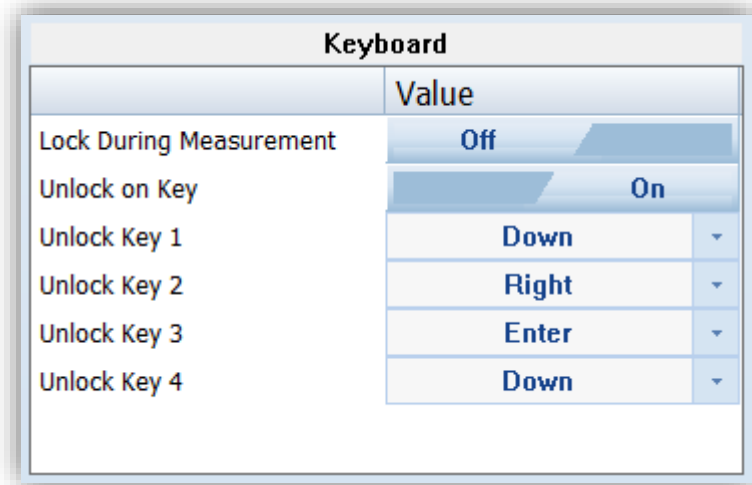 Keyboard
Value
Lock During Measurement Off
Unlock on Key On
Unlock Key 1 Down
Unlock Key 2 Right
Unlock Key 3 Enter
Unlock Key 4 Down